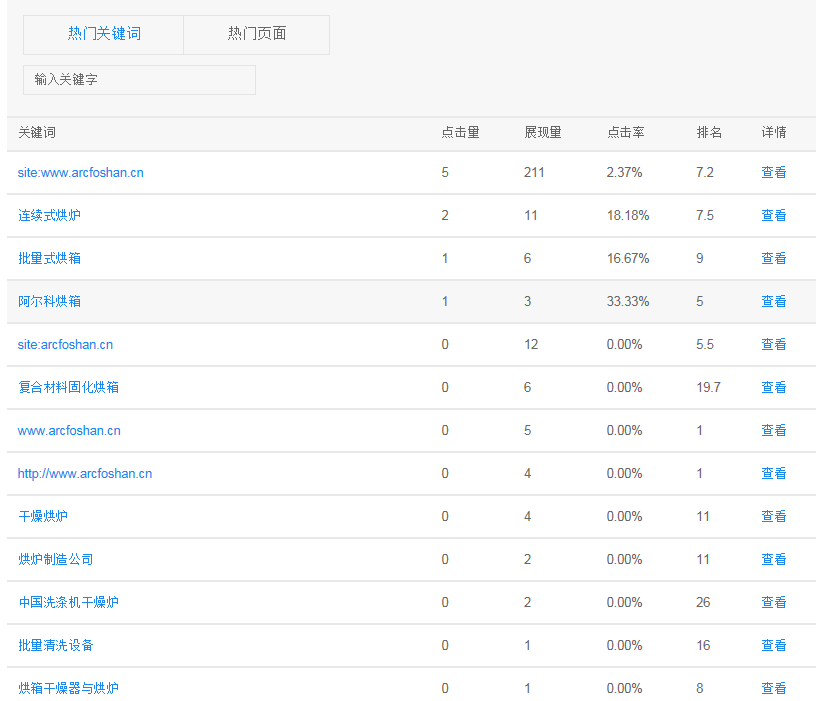 热门关键词 热门页面
输入关键字
关键词 点击量 展现量 点击率 排名 详情
site:www.arcfoshan.cn 5 211 2.37% 7.2 查看
连续式烘炉 2 11 18.18% 7.5 查看
批量式烘箱 1 6 16.67% 9 查看
阿尔科烘箱 1 3 33.33% 5 查看
site:arcfoshan.cn 0 12 0.00% 5.5 查看
复合材料固化烘箱 0 6 0.00% 19.7 查看
www.arcfoshan.cn 0 5 0.00% 1 查看
http://www.arcfoshan.cn 0 4 0.00% 1 查看
干燥烘炉 0 4 0.00% 11 查看
烘炉制造公司 0 2 0.00% 11 查看
中国洗涤机干燥炉 0 2 0.00% 26 查看
批量清洗设备 0 1 0.00% 16 查看
烘箱干燥器与烘炉 0 1 0.00% 8 查看